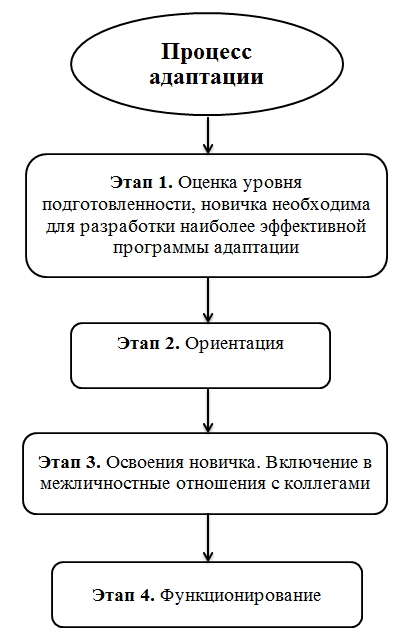 Процесс
адаптации
Этап 1. Оценка уровня
подготовленности, новичка необходима
для разработки наиболее эффективной
программы адаптации
Этап 2. Ориентация
Этап 3. Освоения новичка. Включение в
межличностные отношения с коллегами
Этап 4. Функционирование